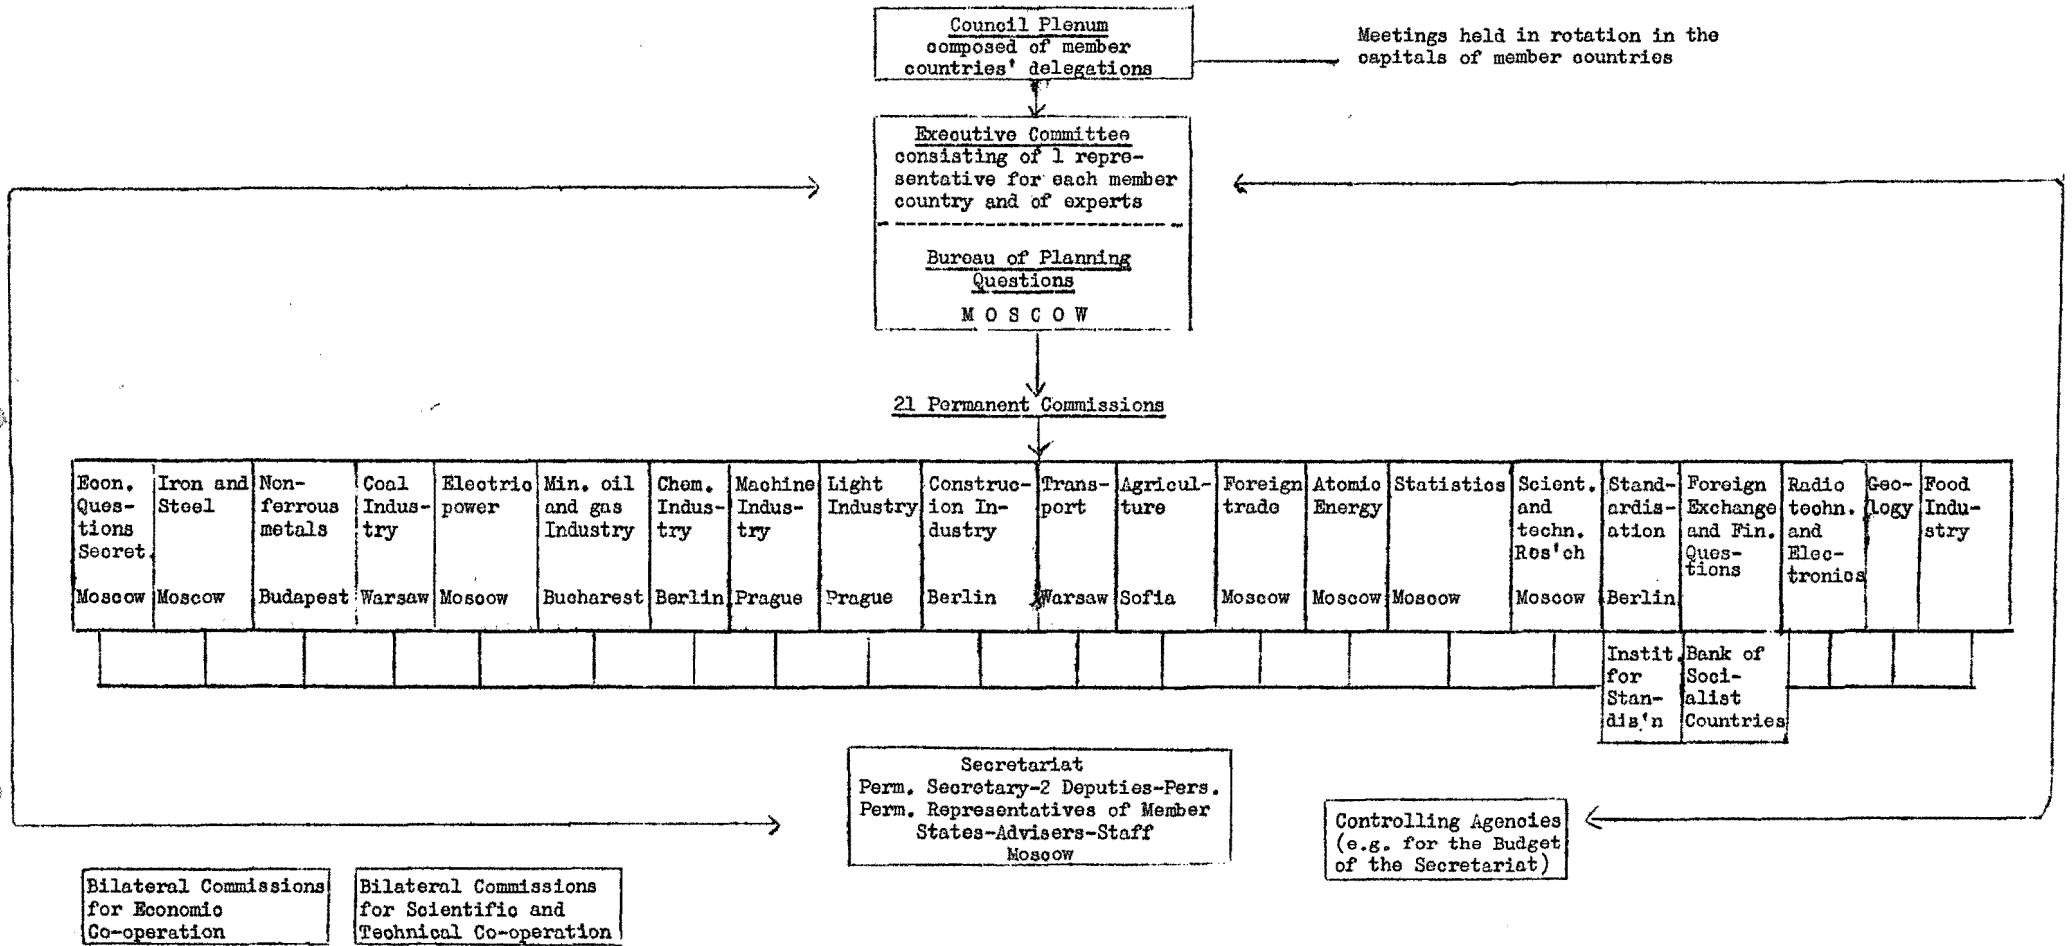 Council Plenum
composed of member
countries' delegations
Meetings held in rotation in the
capitals of member countries
Executive Committee
consisting of 1 repre-
sentative for each member
country and of experts
Bureau of Planning
Questions
M O S C O W
21 Permanent Commissions
Econ.
Ques-
tions
Secret.
Moscow
Iron and
Steel
Moscow
Non-
ferrous
metals
Budapest
Coal
Indus-
try
Warsaw
Electric
power
Moscow
Min. oil
and gas
Industry
Bucharest
Chem.
Indus-
try
Berlin
Machine
Indus-
try
Prague
Light
Industry
Prague
Construc-
ion In-
dustry
Berlin
Trans-
port
Warsaw
Agricul-
ture
Sofia
Foreign
trade
Moscow
Atomic
Energy
Moscow
Statistics
Moscow
Scient.
and
techn.
Res'ch
Moscow
Stand-
ardis-
ation
Berlin
Foreign
Exchange
and Fin.
Ques-
tions
Radio
techn.
and
Elec-
tronics
Geo-
logy
Food
Indu-
stry
Instit.
for
Stan-
dis'n
Bank of
Soci-
alist
Countries
Secretariat
Perm. Secretary-2 Deputies-Pers.
Perm. Representatives of Member
States-Advisers-Staff
Moscow
Controlling Agencies
(e.g. for the Budget
of the Secretariat)
Bilateral Commissions
for Economic
Co-operation
Bilateral Commissions
for Scientific and
Technical Co-operation